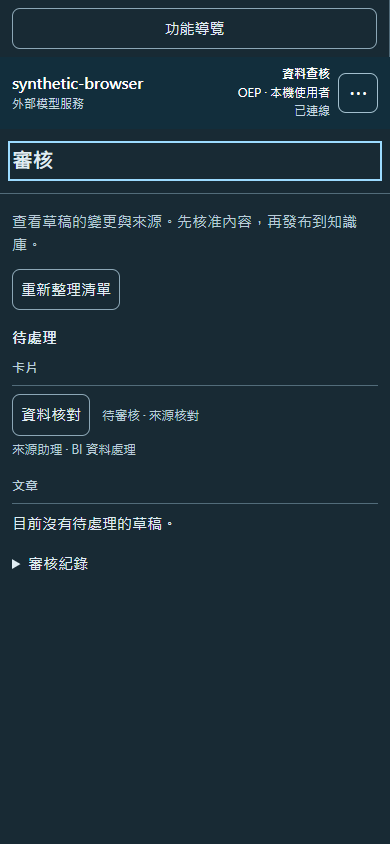 功能導覽
synthetic-browser
外部模型服務
資料查核
OEP · 本機使用者
已連線
···
審核
查看草稿的變更與來源。先核准內容，再發布到知識
庫。
重新整理清單
待處理
卡片
資料核對 待審核 · 來源核對
來源助理 · BI 資料處理
文章
目前沒有待處理的草稿。
▶ 審核紀錄